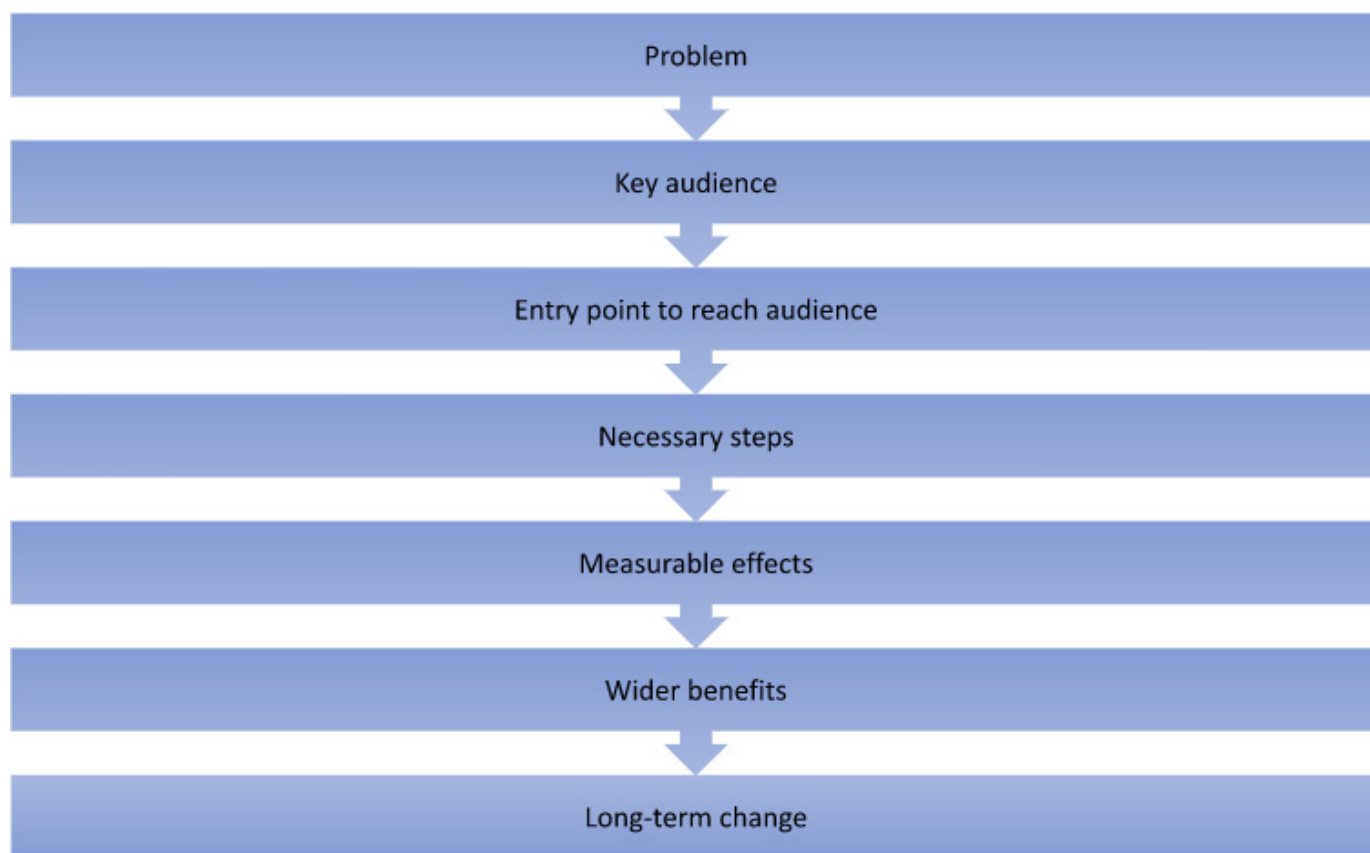 Problem
Key audience
Entry point to reach audience
Necessary steps
Measurable effects
Wider benefits
Long-term change